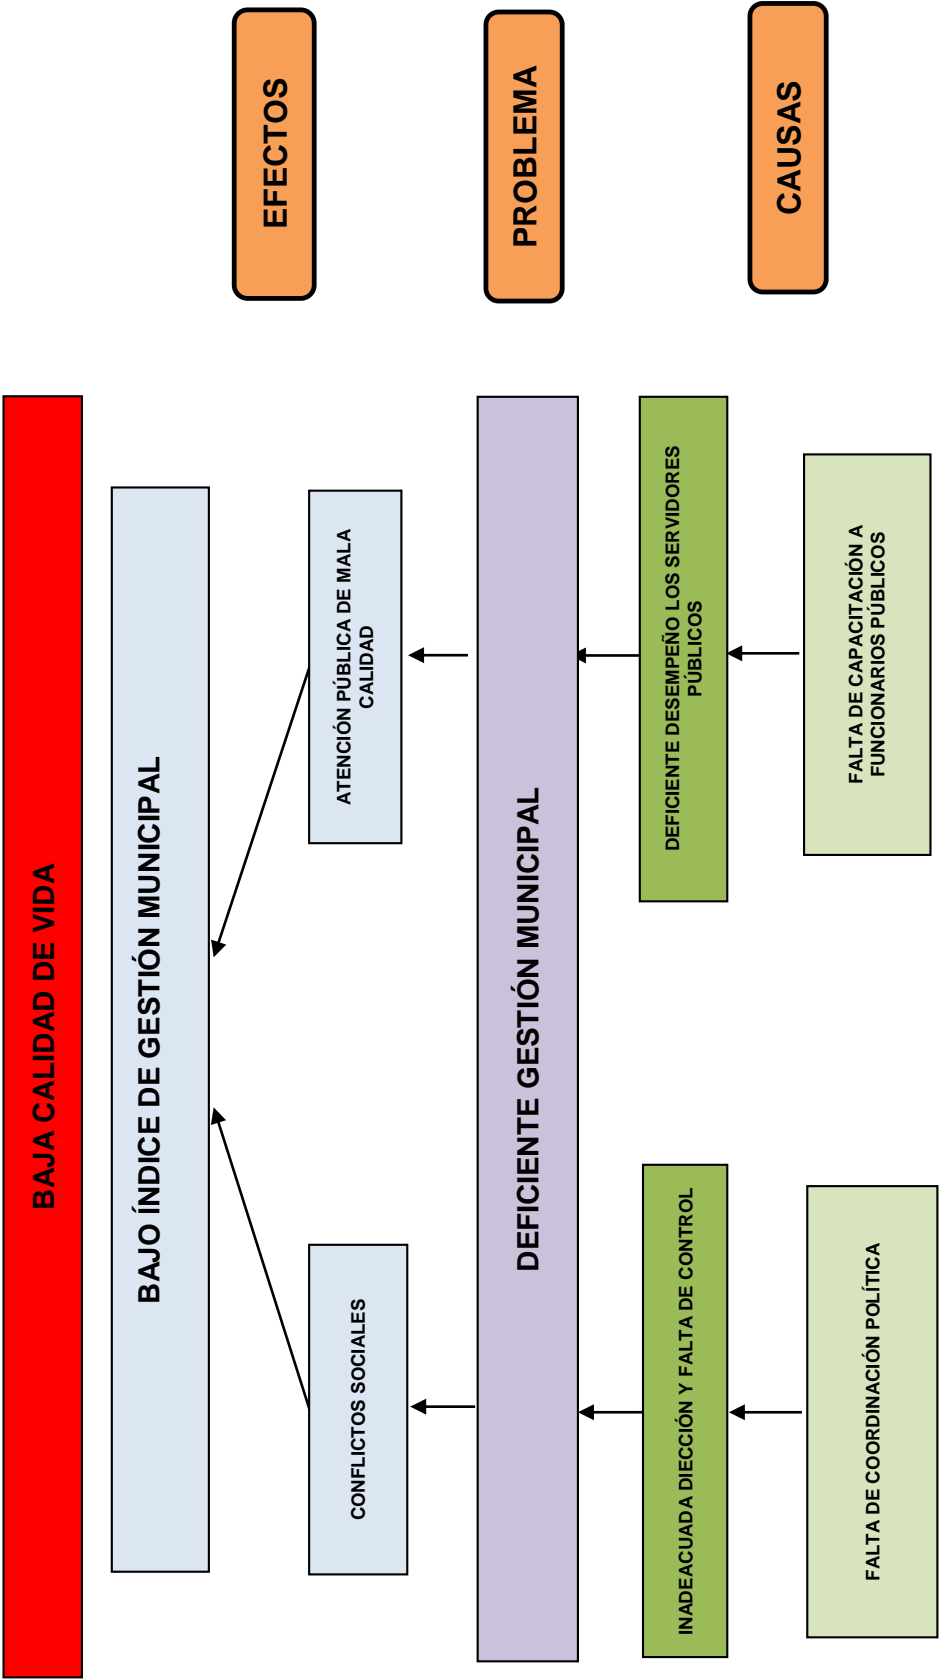 BAJA CALIDAD DE VIDA
BAJO ÍNDICE DE GESTIÓN MUNICIPAL
EFECTOS
CONFLICTOS SOCIALES
ATENCIÓN PÚBLICA DE MALA
CALIDAD
DEFICIENTE GESTIÓN MUNICIPAL
PROBLEMA
INADEACUADA DIECCIÓN Y FALTA DE CONTROL
DEFICIENTE DESEMPEÑO LOS SERVIDORES
PÚBLICOS
CAUSAS
FALTA DE COORDINACIÓN POLÍTICA
FALTA DE CAPACITACIÓN A
FUNCIONARIOS PÚBLICOS